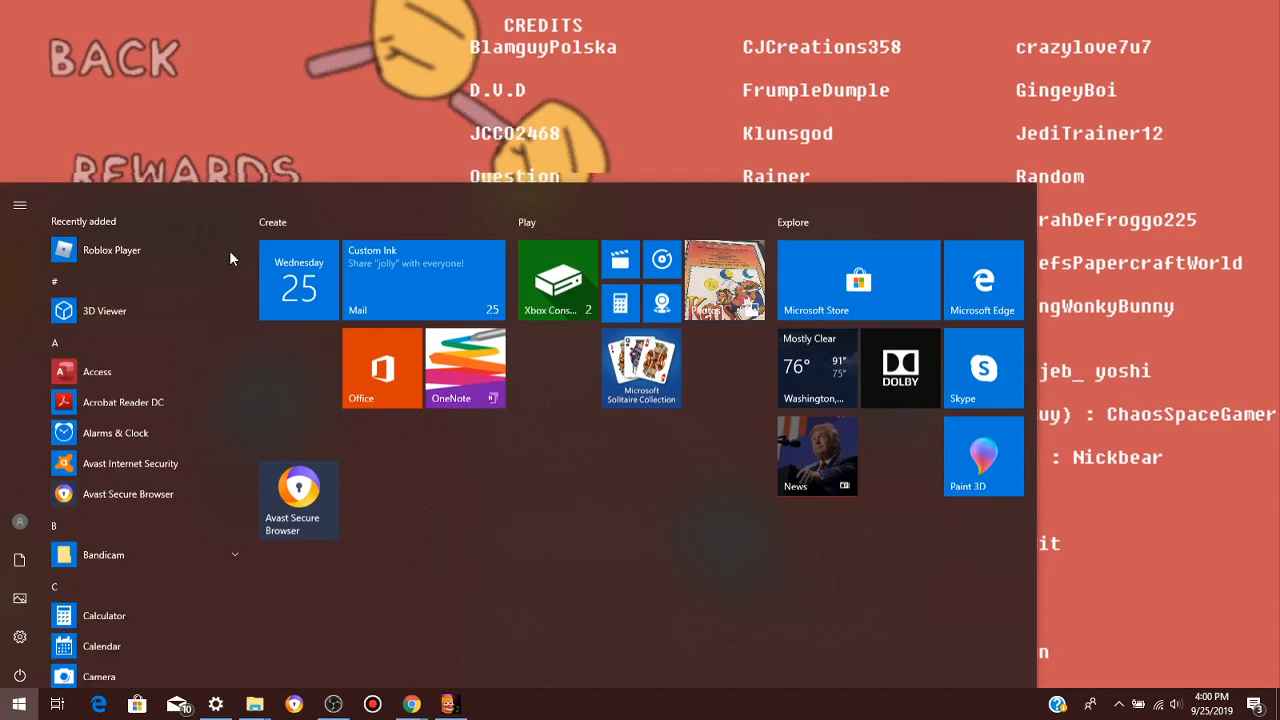 BACK
CREDITS
BlamguyPolska
CJCreations358
crazylove7u7
D.V.D
FrumpleDumple
GingeyBoi
JCCO2468
Klunsgod
JediTrainer12
REWARDS
Question
Rainer
Random
rahDeFroggo225
efsPapercraftWorld
ngWonkyBunny
jeb_ yoshi
uy) : ChaosSpaceGamer
: Nickbear
it
n
Recently added
Roblox Player
#
3D Viewer
A
Access
Acrobat Reader DC
Alarms & Clock
Avast Internet Security
Avast Secure Browser
B
Bandicam
C
Calculator
Calendar
Camera
Create
Wednesday
25
Custom Ink
Share "jolly" with everyone!
Mail 25
Office
OneNote
Avast Secure
Browser
Play
Xbox Cons... 2
Photos
Microsoft
Solitaire Collection
Explore
Microsoft Store
Microsoft Edge
Mostly Clear
76° 91°
75°
Washington,...
DOLBY
Skype
News
Paint 3D
10
4:00 PM
9/25/2019
3